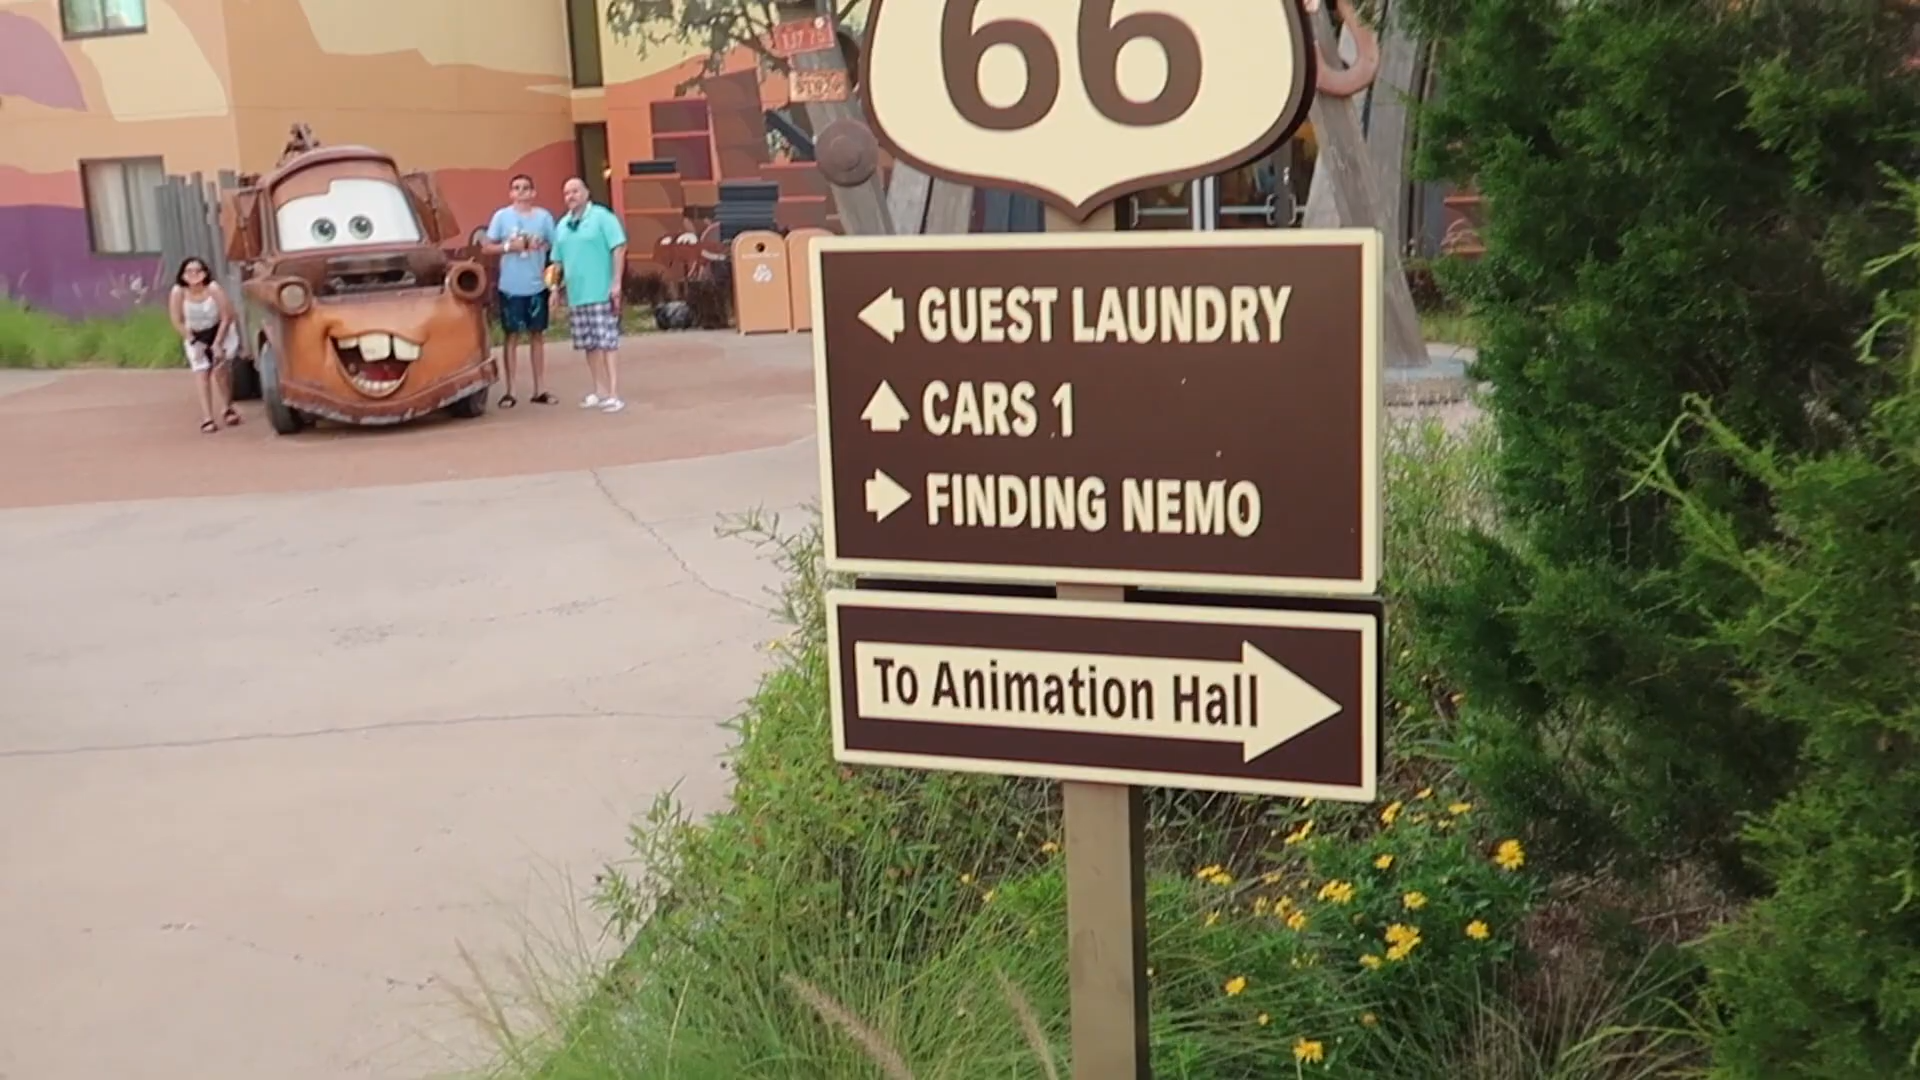 66
GUEST LAUNDRY
CARS 1
FINDING NEMO
To Animation Hall